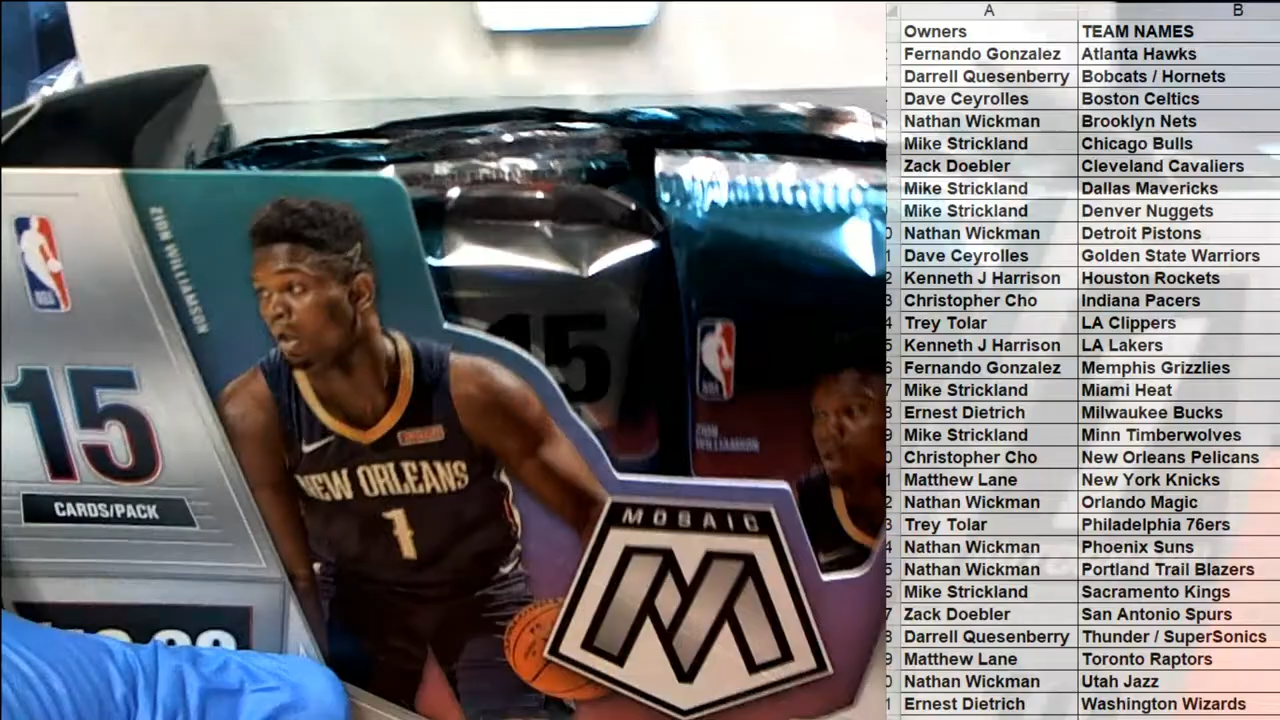 NBA
ZION WILLIAMSON
15
CARDS/PACK
NEW ORLEANS
1
MOSAIC
M
15
NBA
ZION
WILLIAMSON
A B
Owners TEAM NAMES
Fernando Gonzalez Atlanta Hawks
Darrell Quesenberry Bobcats / Hornets
Dave Ceyrolles Boston Celtics
Nathan Wickman Brooklyn Nets
Mike Strickland Chicago Bulls
Zack Doebler Cleveland Cavaliers
Mike Strickland Dallas Mavericks
Mike Strickland Denver Nuggets
Nathan Wickman Detroit Pistons
Dave Ceyrolles Golden State Warriors
Kenneth J Harrison Houston Rockets
Christopher Cho Indiana Pacers
Trey Tolar LA Clippers
Kenneth J Harrison LA Lakers
Fernando Gonzalez Memphis Grizzlies
Mike Strickland Miami Heat
Ernest Dietrich Milwaukee Bucks
Mike Strickland Minn Timberwolves
Christopher Cho New Orleans Pelicans
Matthew Lane New York Knicks
Nathan Wickman Orlando Magic
Trey Tolar Philadelphia 76ers
Nathan Wickman Phoenix Suns
Nathan Wickman Portland Trail Blazers
Mike Strickland Sacramento Kings
Zack Doebler San Antonio Spurs
Darrell Quesenberry Thunder / SuperSonics
Matthew Lane Toronto Raptors
Nathan Wickman Utah Jazz
Ernest Dietrich Washington Wizards